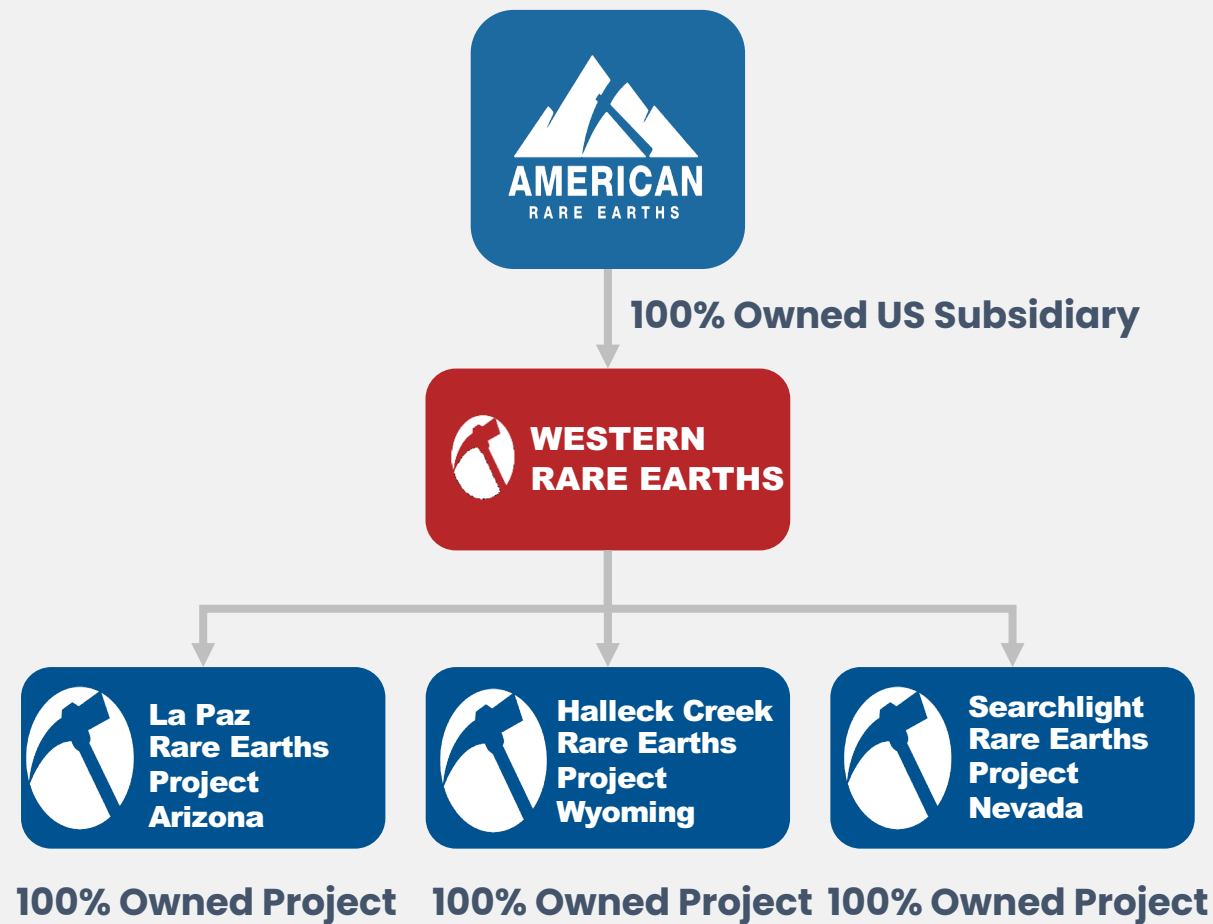 AMERICAN
RARE EARTHS
100% Owned US Subsidiary
WESTERN
RARE EARTHS
La Paz
Rare Earths
Project
Arizona
Halleck Creek
Rare Earths
Project
Wyoming
Searchlight
Rare Earths
Project
Nevada
100% Owned Project
100% Owned Project
100% Owned Project